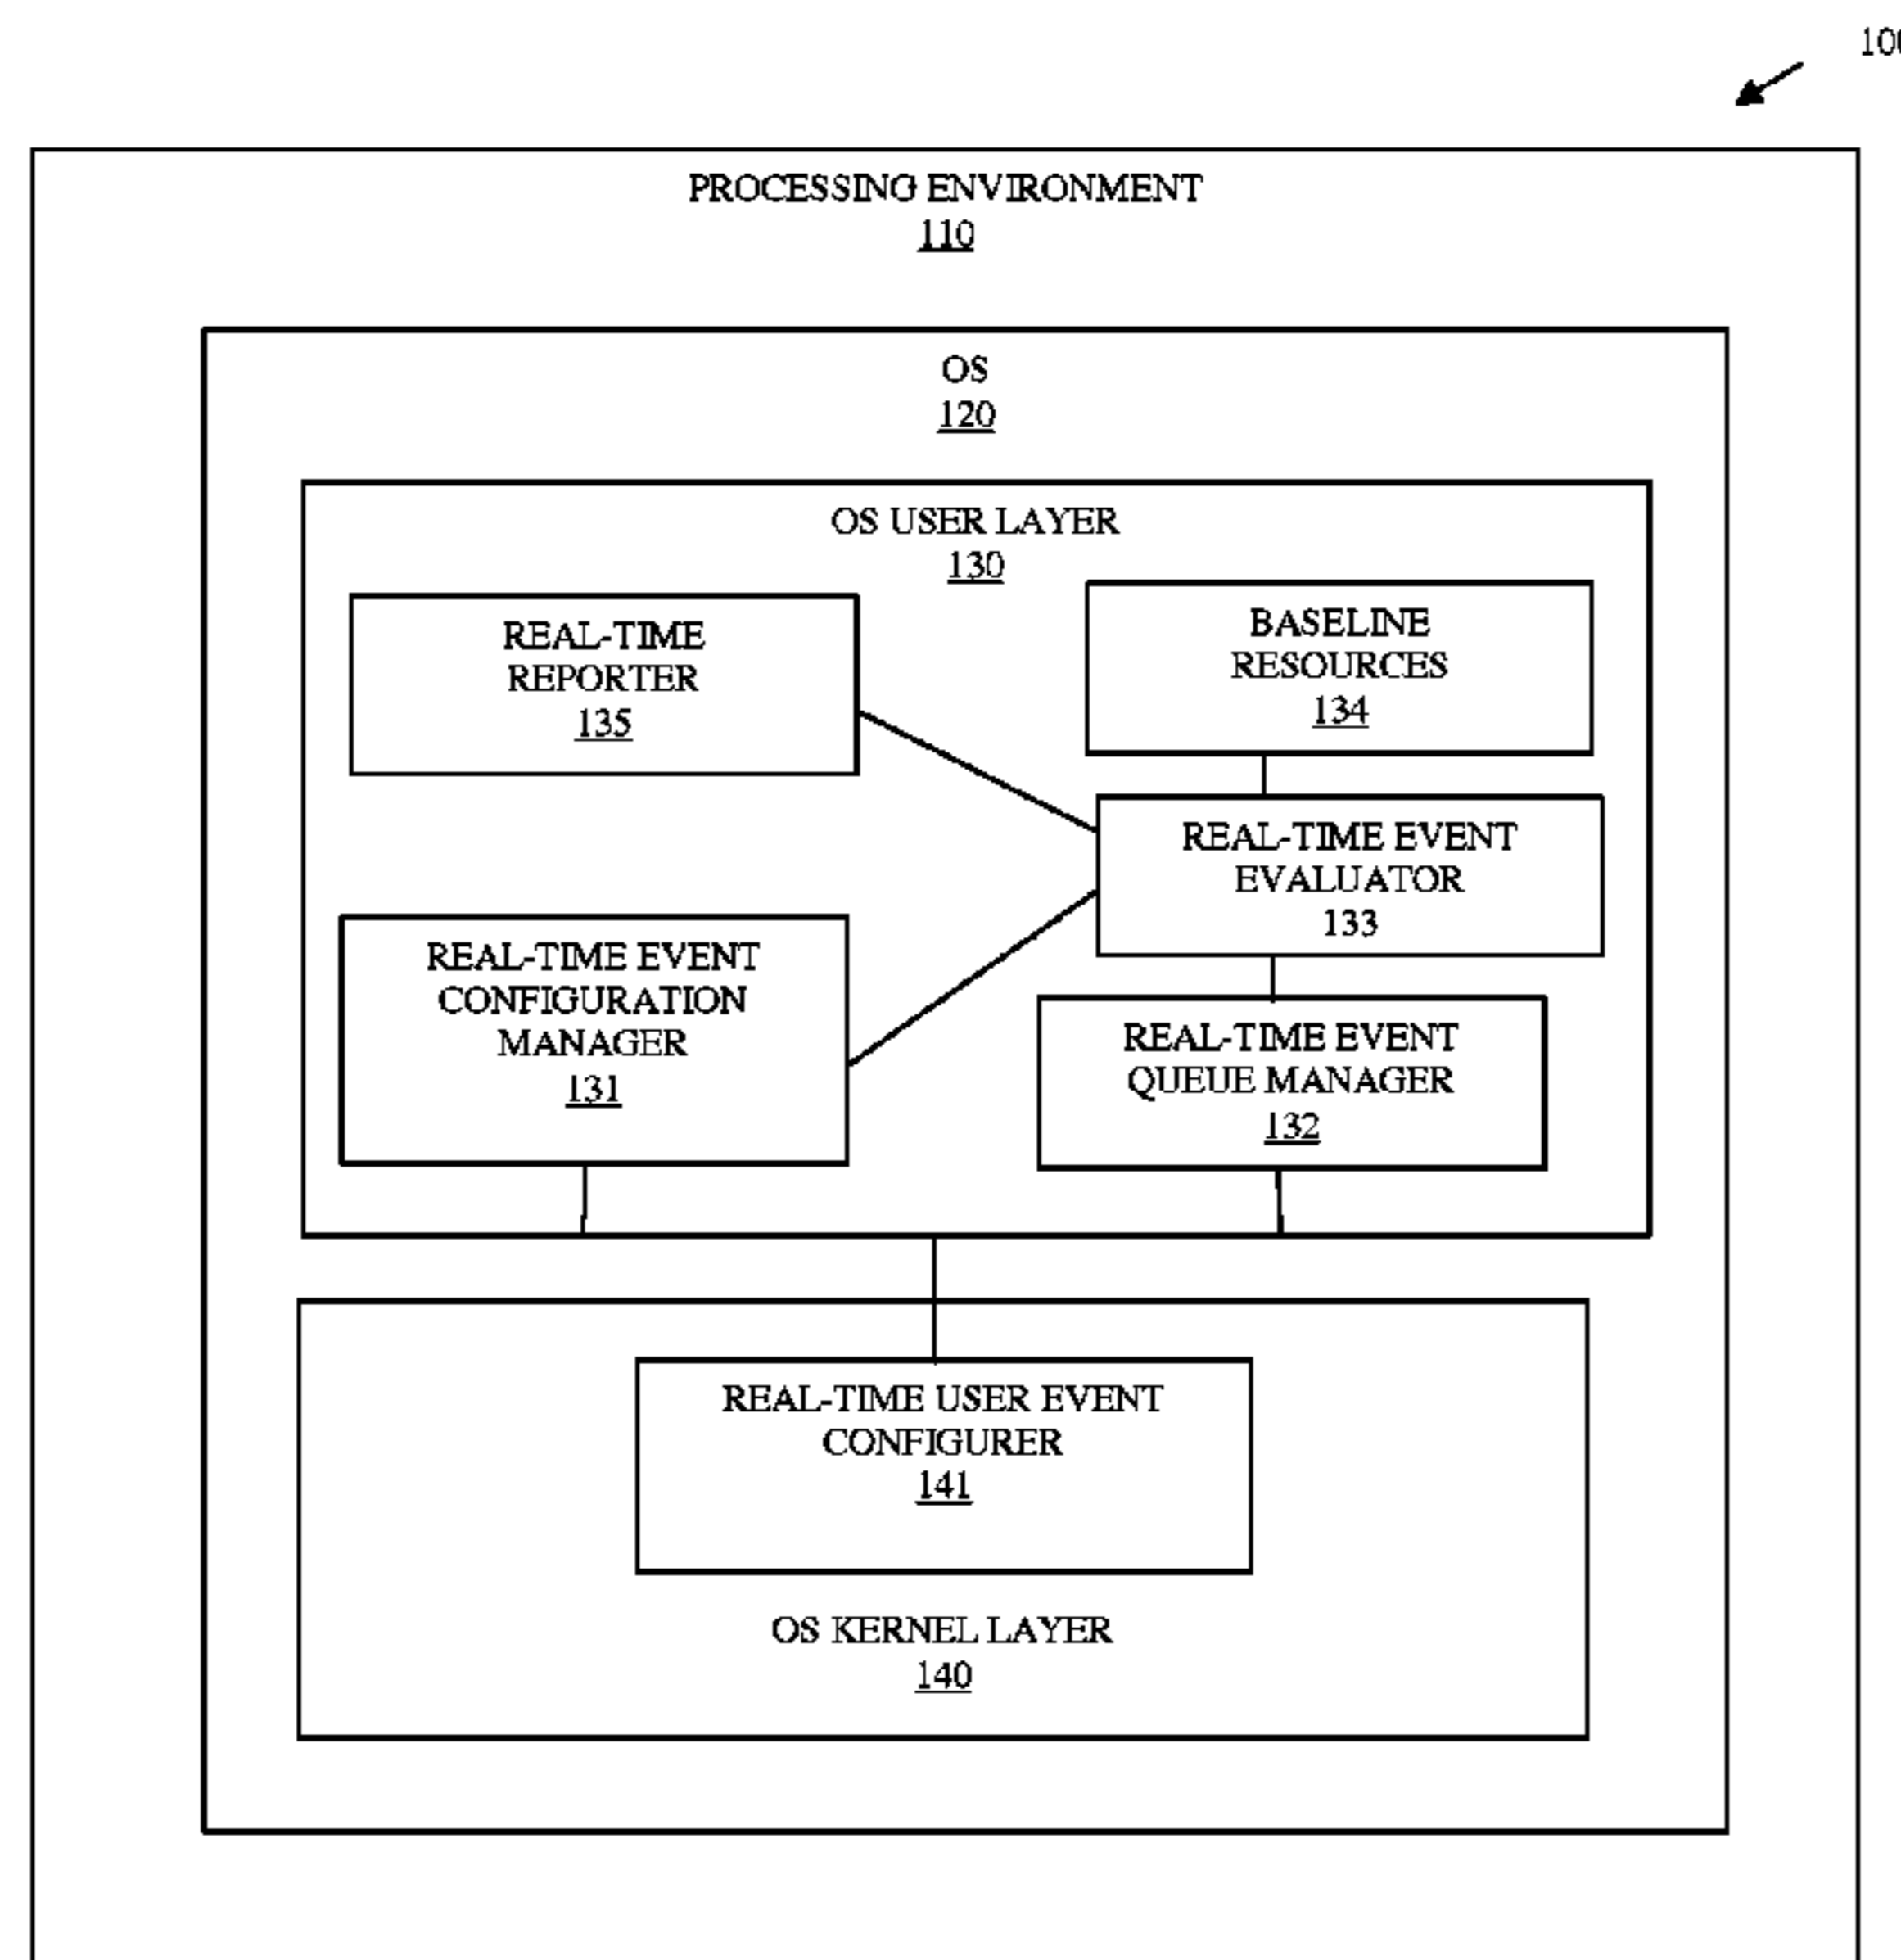 PROCESSING ENVIRONMENT
110
OS
120
OS USER LAYER
130
REAL-TIME
REPORTER
135
BASELINE
RESOURCES
134
REAL-TIME EVENT
EVALUATOR
133
REAL-TIME EVENT
CONFIGURATION
MANAGER
131
REAL-TIME EVENT
QUEUE MANAGER
132
REAL-TIME USER EVENT
CONFIGURER
141
OS KERNEL LAYER
140